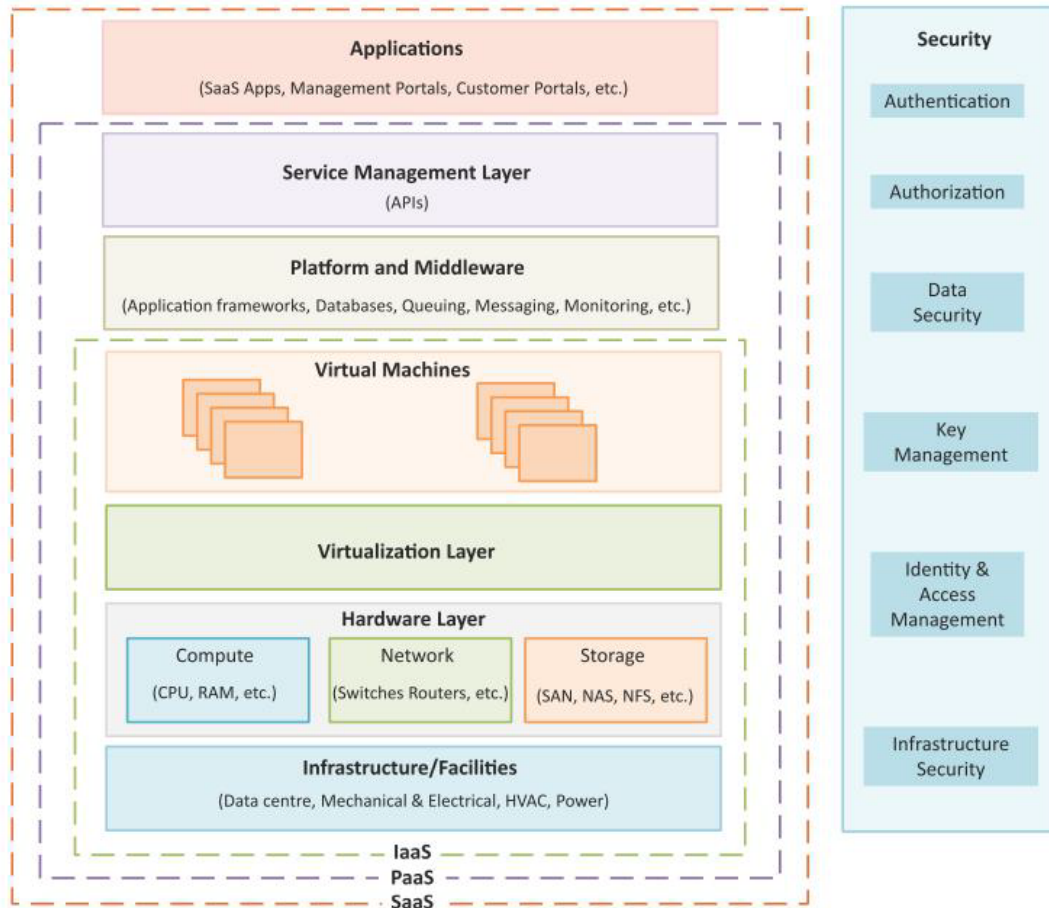 Applications
(SaaS Apps, Management Portals, Customer Portals, etc.)
Service Management Layer
(APIs)
Platform and Middleware
(Application frameworks, Databases, Queuing, Messaging, Monitoring, etc.)
Virtual Machines
Virtualization Layer
Hardware Layer
Compute
(CPU, RAM, etc.)
Network
(Switches Routers, etc.)
Storage
(SAN, NAS, NFS, etc.)
Infrastructure/Facilities
(Data centre, Mechanical & Electrical, HVAC, Power)
IaaS
PaaS
SaaS
Security
Authentication
Authorization
Data
Security
Key
Management
Identity &
Access
Management
Infrastructure
Security